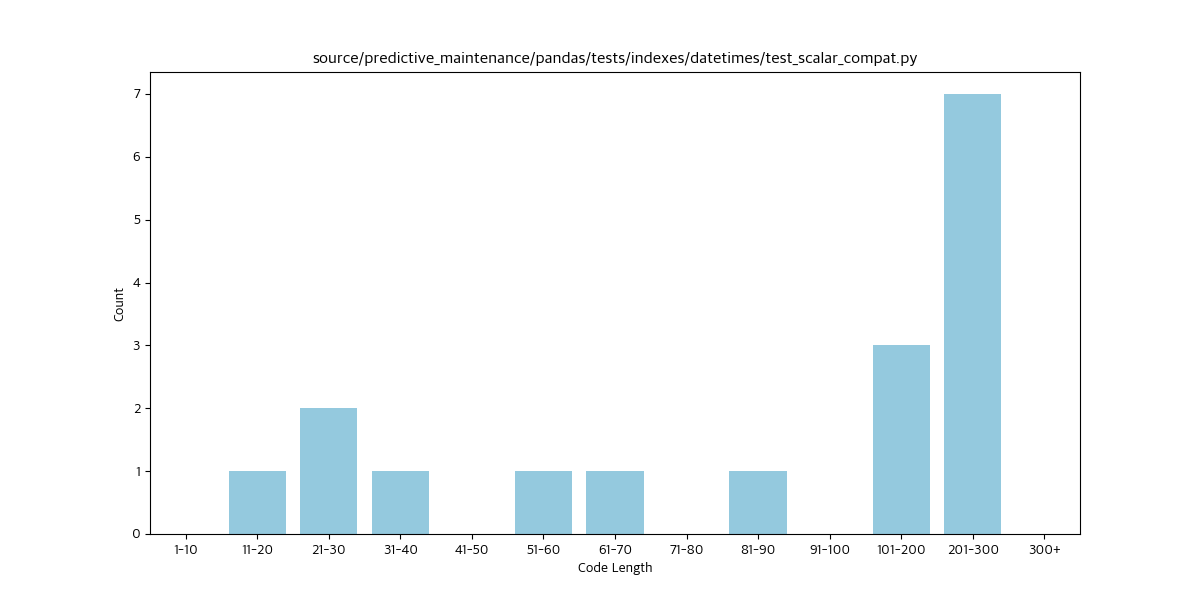 source/predictive_maintenance/pandas/tests/indexes/datetimes/test_scalar_compat.py
7
6
5
4
3
2
1
0
Count
1-10 11-20 21-30 31-40 41-50 51-60 61-70 71-80 81-90 91-100 101-200 201-300 300+
Code Length